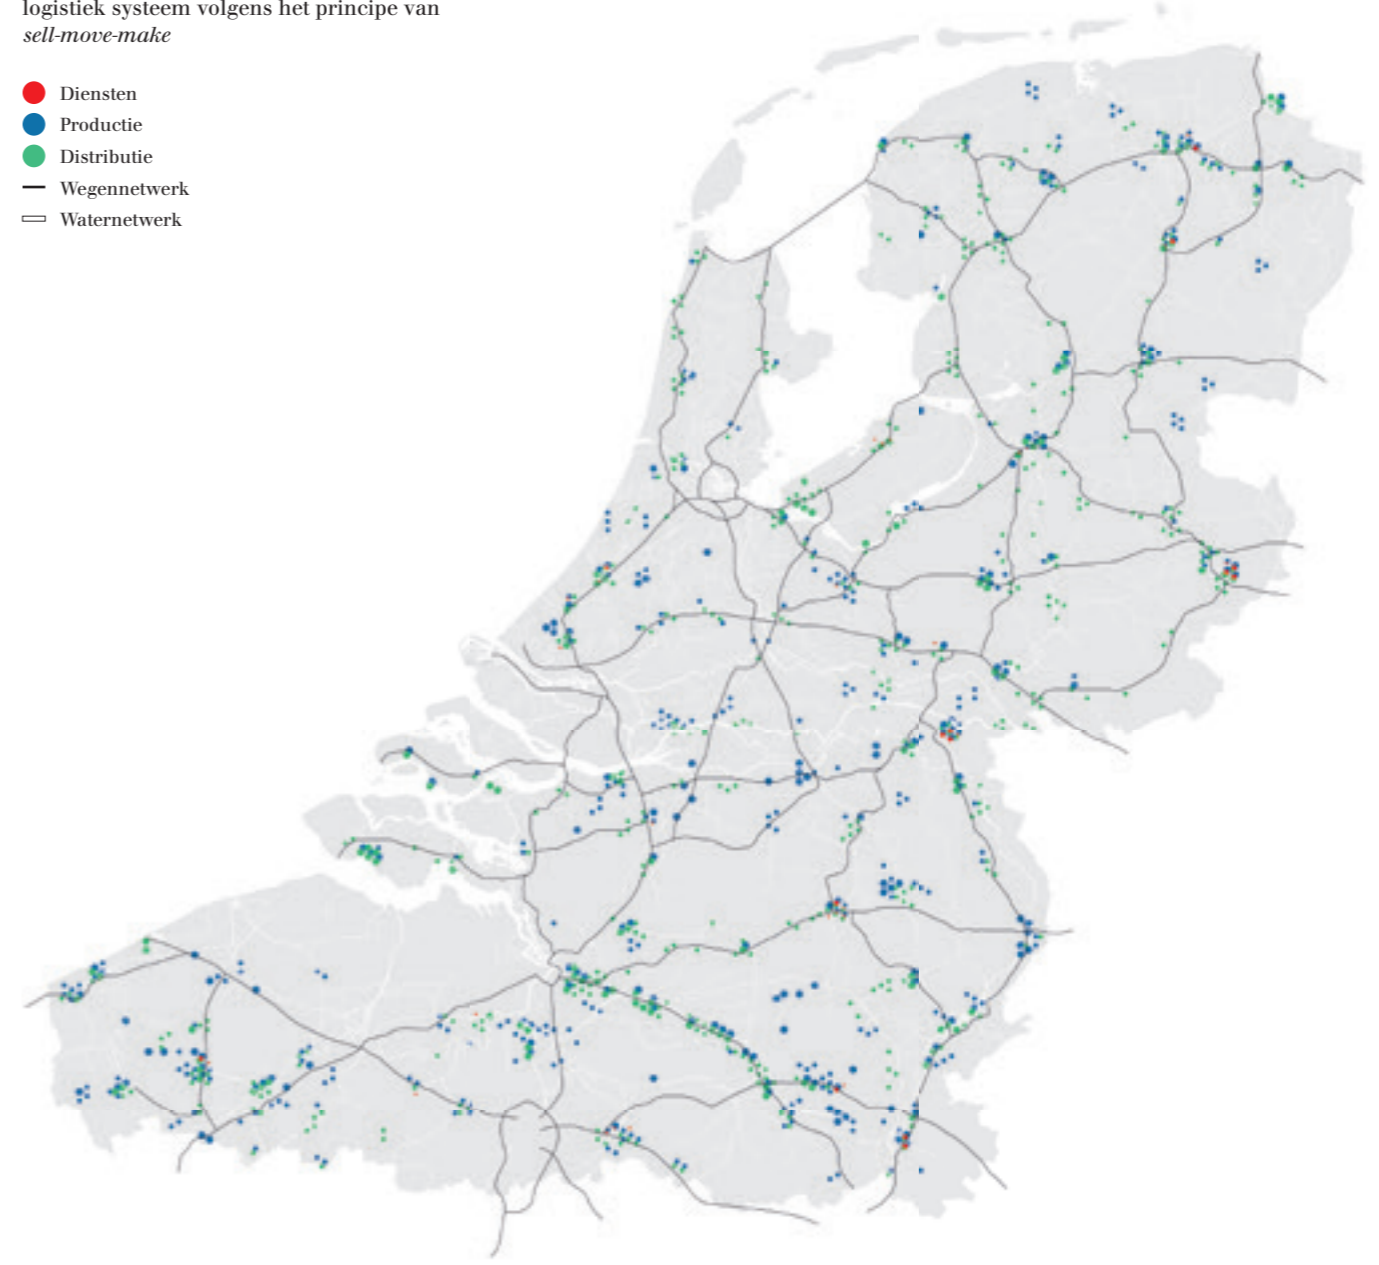 logistiek systeem volgens het principe van
sell-move-make
Diensten
Productie
Distributie
Wegennetwerk
Waternetwerk